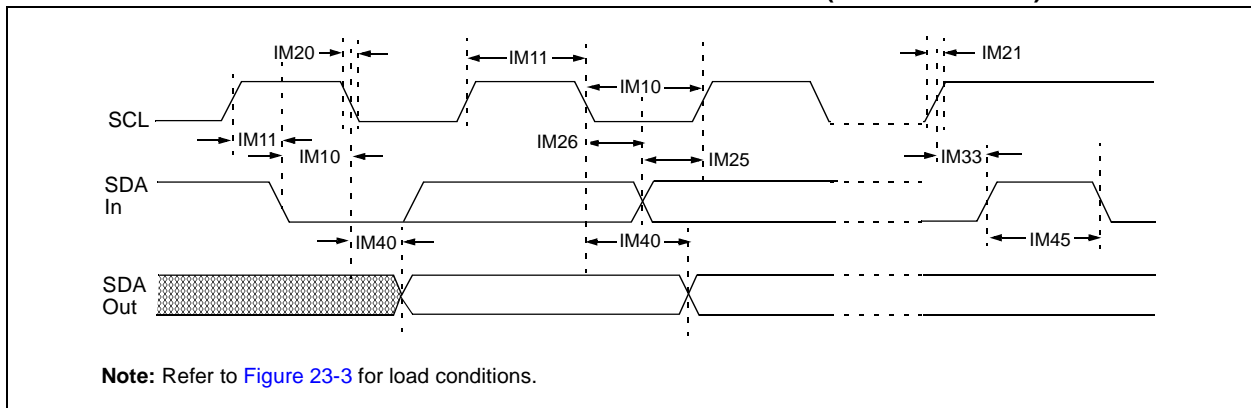 IM20
IM11
IM21
IM10
SCL
IM11
IM26
IM10
IM25
IM33
SDA
In
IM40
IM40
IM45
SDA
Out
Note: Refer to Figure 23-3 for load conditions.